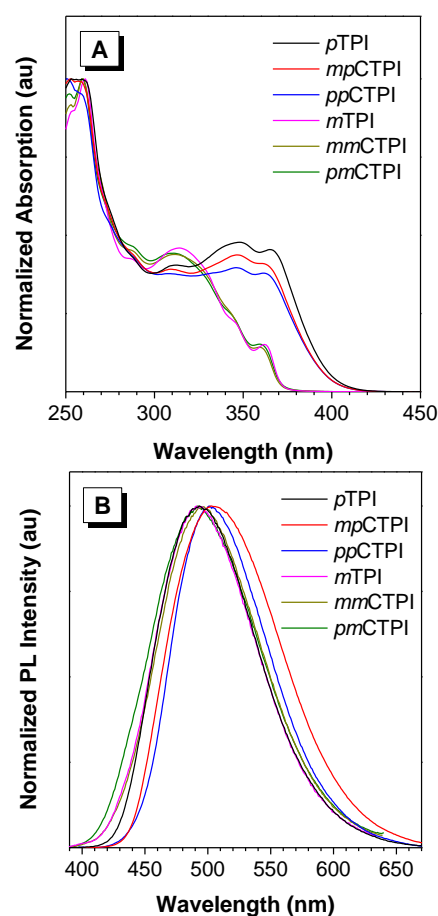 A
pTPI
mpCTPI
ppCTPI
mTPI
mmCTPI
pmCTPI
Normalized Absorption (au)
250 300 350 400 450
Wavelength (nm)
B
pTPI
mpCTPI
ppCTPI
mTPI
mmCTPI
pmCTPI
Normalized PL Intensity (au)
400 450 500 550 600 650
Wavelength (nm)